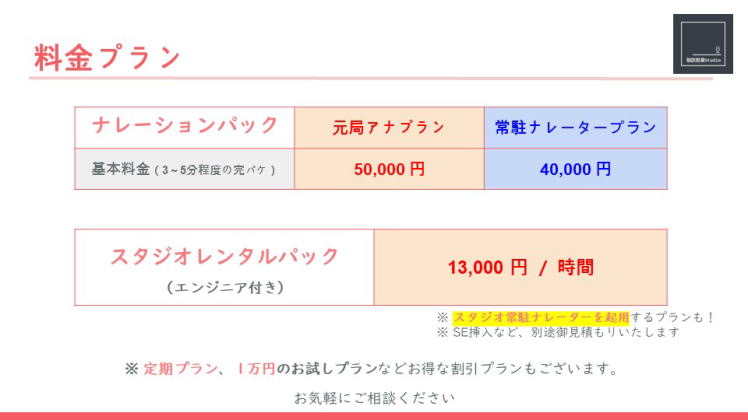 料金プラン
ナレーションパック 元局アナプラン 常駐ナレータープラン
基本料金 ( 3~5分程度の完パケ ) 50,000 円 40,000 円
スタジオレンタルパック
(エンジニア付き)
13,000 円 / 時間
※ スタジオ常駐ナレーターを起用するプランも！
※ SE挿入など、別途御見積もりいたします
※ 定期プラン、1万円のお試しプランなどお得な割引プランもございます。
お気軽にご相談ください